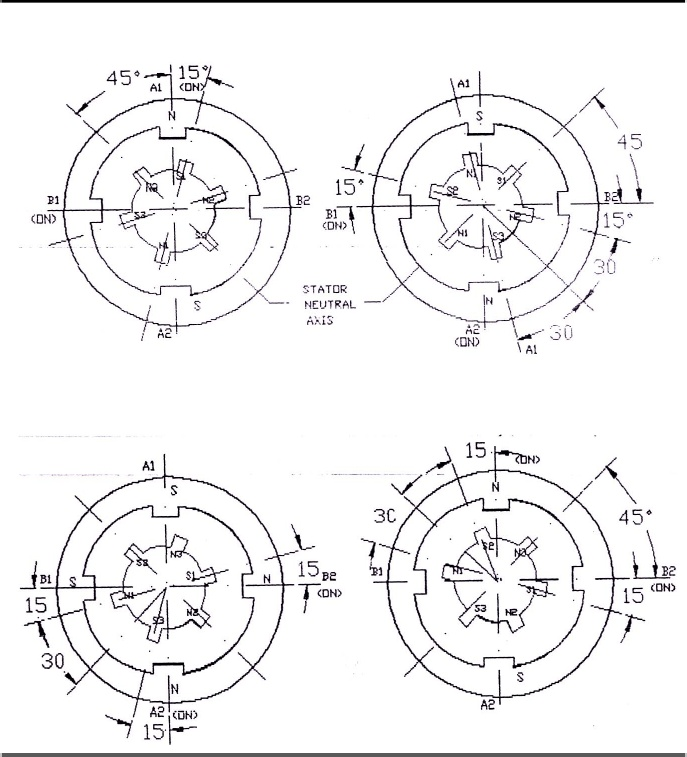 45°
15°
A1
(ON)
N
S1
N3
N2
B1
(ON)
S3
B2
N1
A2
S
A1
S
45
15°
N3
S1
S2
B1
(ON)
N2
B2
15°
N1
S3
30
N
A2
(ON)
30
A1
STATOR
NEUTRAL
AXIS
A1
S
N3
S2
S1
15
B1
S
N
B2
(ON)
15
N1
N2
S3
30
N
A2
(ON)
15
15
(ON)
N
30
S2
N3
45°
B1
N1
B2
(ON)
S1
15
S3
N2
S
A2